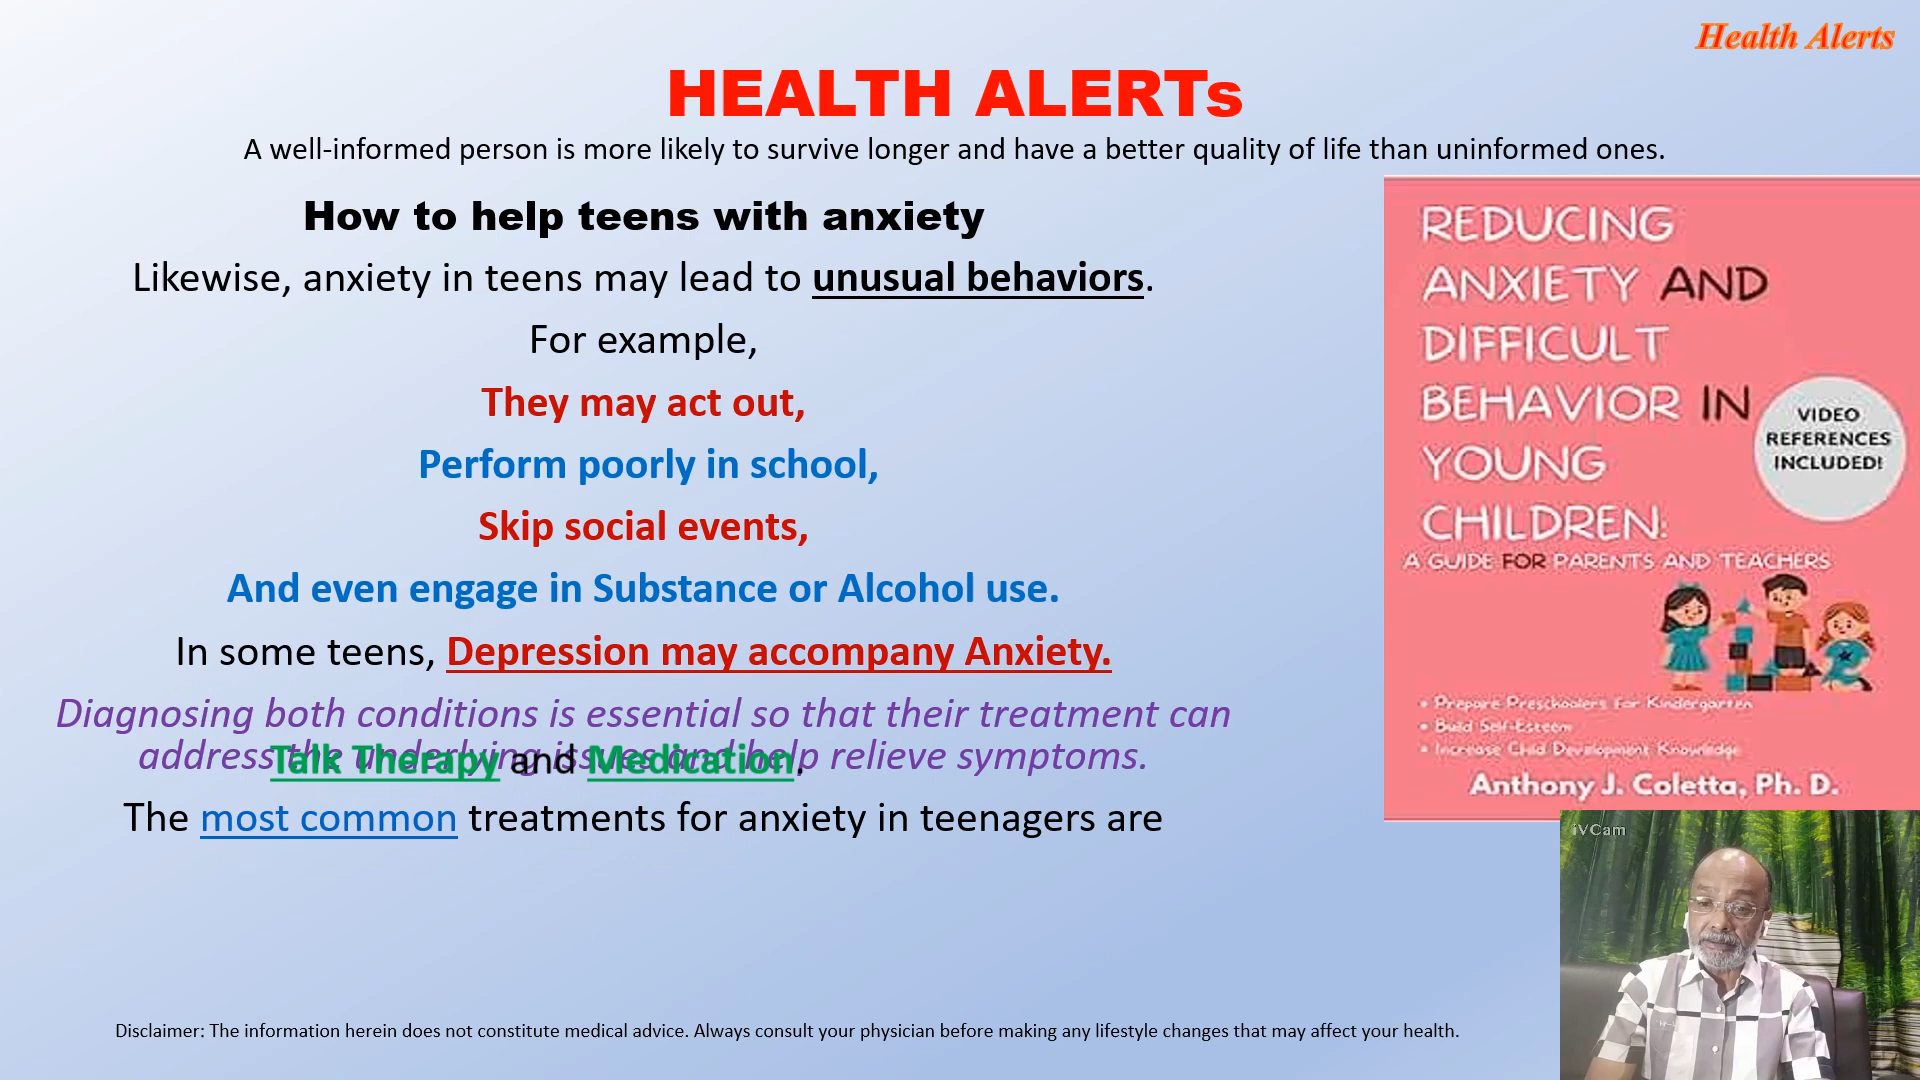 Health Alerts
HEALTH ALERTs
A well-informed person is more likely to survive longer and have a better quality of life than uninformed ones.
How to help teens with anxiety
Likewise, anxiety in teens may lead to unusual behaviors.
For example,
They may act out,
Perform poorly in school,
Skip social events,
And even engage in Substance or Alcohol use.
In some teens, Depression may accompany Anxiety.
Diagnosing both conditions is essential so that their treatment can
address the underlying issues and help relieve symptoms.
Talk Therapy and Medication.
The most common treatments for anxiety in teenagers are
REDUCING
ANXIETY AND
DIFFICULT
BEHAVIOR IN
YOUNG
CHILDREN:
A GUIDE FOR PARENTS AND TEACHERS
VIDEO
REFERENCES
INCLUDED!
• Prepare Preschoolers For Kindergarten
• Build Self-Esteem
• Increase Child Development Knowledge
Anthony J. Coletta, Ph. D.
iVCam
Disclaimer: The information herein does not constitute medical advice. Always consult your physician before making any lifestyle changes that may affect your health.